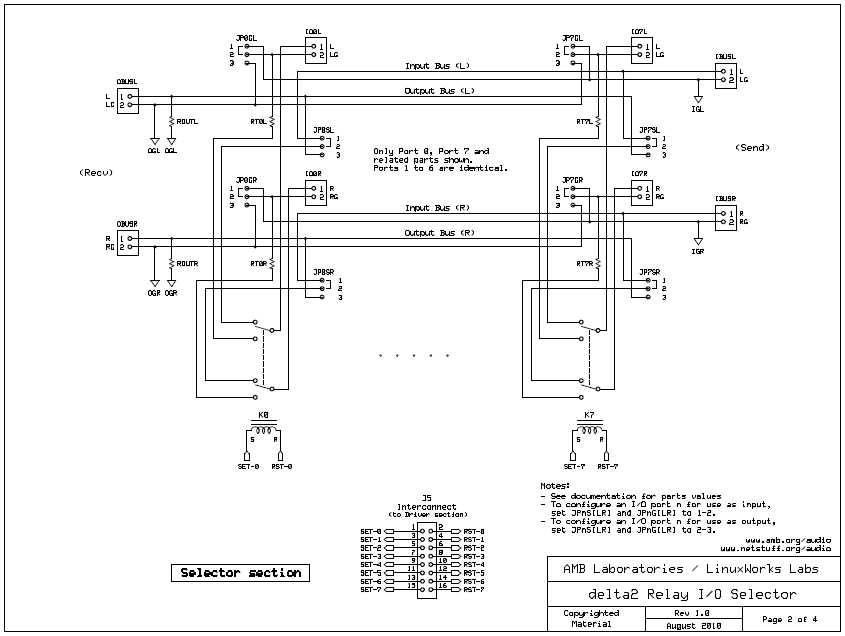 IO0L
IO7L
JP0GL
1
2
3
1 L
2 LG
JP7GL
1
2
3
1 L
2 LG
Input Bus (L)
IBUSL
1 L
2 LG
OBUSL
L 1
LG 2
Output Bus (L)
IGL
ROUTL
RT0L
RT7L
OGL OGL
JP0SL
1
2
3
JP7SL
1
2
3
Only Port 0, Port 7 and
related parts shown.
Ports 1 to 6 are identical.
(Send)
(Recv)
IO0R
IO7R
JP0GR
1
2
3
1 R
2 RG
JP7GR
1
2
3
1 R
2 RG
Input Bus (R)
IBUSR
1 R
2 RG
OBUSR
R 1
RG 2
Output Bus (R)
IGR
ROUTR
RT0R
RT7R
OGR OGR
JP0SR
1
2
3
JP7SR
1
2
3
K0
S R
SET-0 RST-0
K7
S R
SET-7 RST-7
J5
Interconnect
(to Driver section)
SET-0 1 2 RST-0
SET-1 3 4 RST-1
SET-2 5 6 RST-2
SET-3 7 8 RST-3
SET-4 9 10 RST-4
SET-5 11 12 RST-5
SET-6 13 14 RST-6
SET-7 15 16 RST-7
Notes:
- See documentation for parts values
- To configure an I/O port n for use as input,
set JPnS[LR] and JPnG[LR] to 1-2.
- To configure an I/O port n for use as output,
set JPnS[LR] and JPnG[LR] to 2-3.
www.amb.org/audio
www.netstuff.org/audio
Selector section
AMB Laboratories / LinuxWorks Labs
delta2 Relay I/O Selector
Copyrighted
Material
Rev 1.0
August 2010
Page 2 of 4